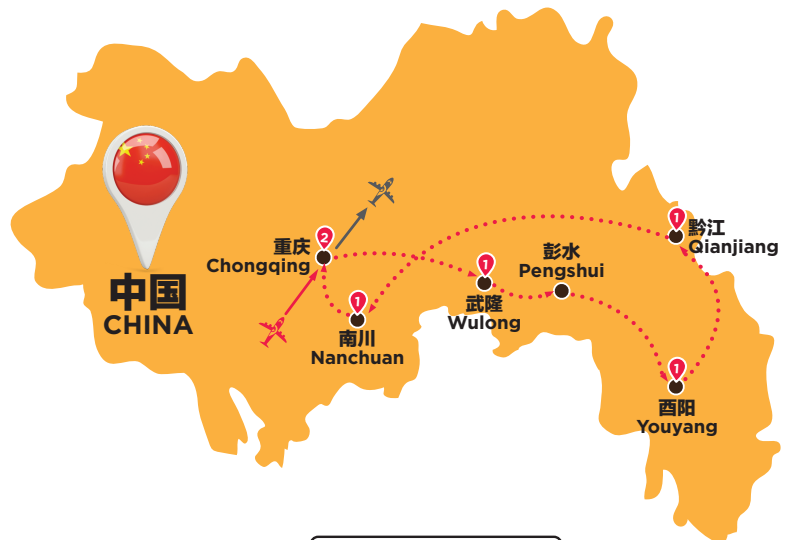 中国
CHINA
重庆
Chongqing
2
1
南川
Nanchuan
1
武隆
Wulong
彭水
Pengshui
1
黔江
Qianjiang
1
酉阳
Youyang